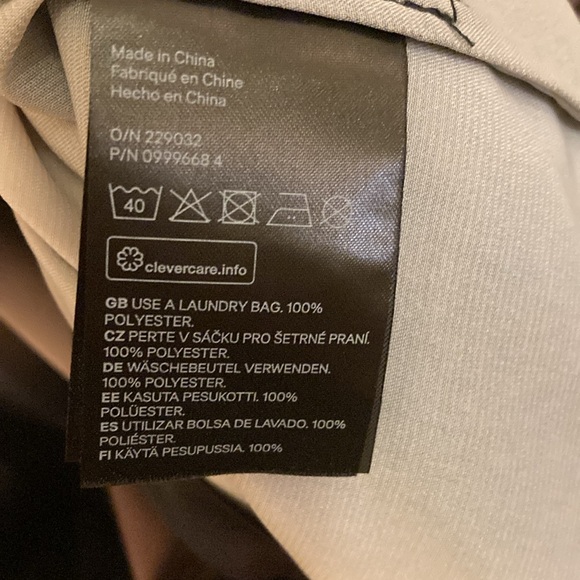 Made in China
Fabriqué en Chine
Hecho en China
O/N 229032
P/N 0999668 4
40
clevercare.info
GB USE A LAUNDRY BAG. 100%
POLYESTER.
CZ PERTE V SÁČKU PRO ŠETRNÉ PRANÍ.
100% POLYESTER.
DE WÄSCHEBEUTEL VERWENDEN.
100% POLYESTER.
EE KASUTA PESUKOTTI. 100%
POLÜESTER.
ES UTILIZAR BOLSA DE LAVADO. 100%
POLIÉSTER.
FI KÄYTÄ PESUPUSSIA. 100%